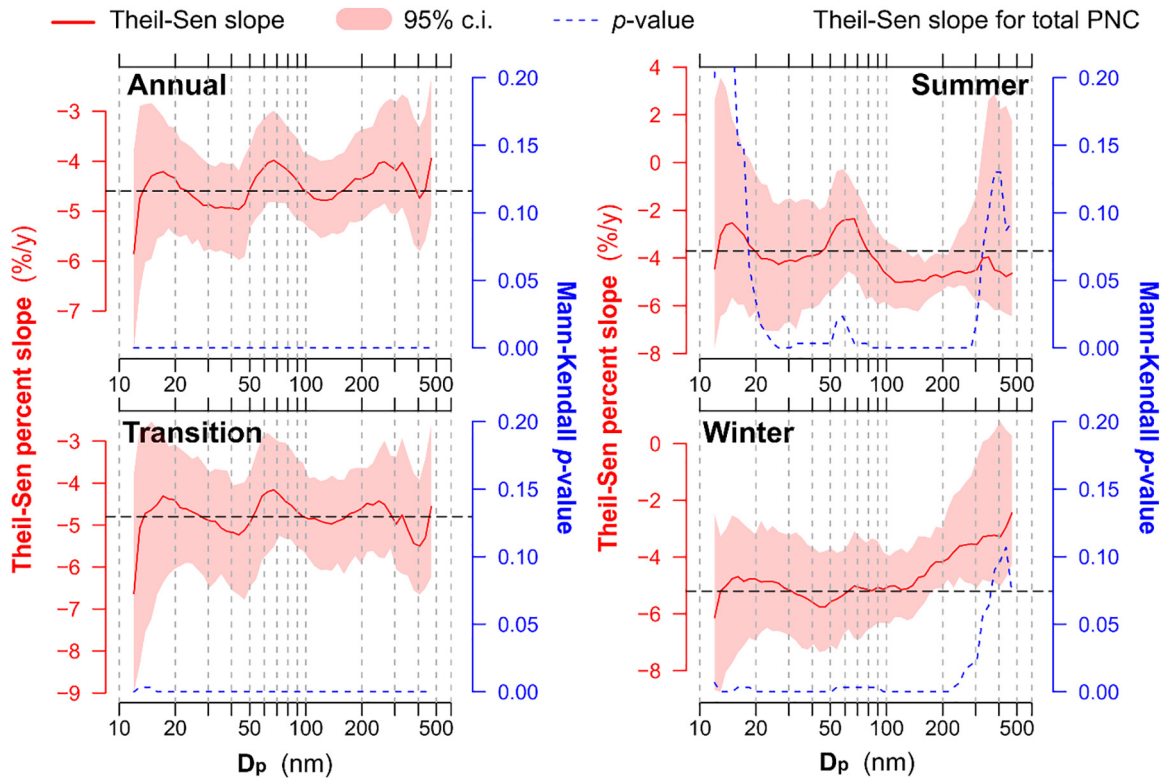 Theil-Sen slope 95% c.i. p-value Theil-Sen slope for total PNC
Annual
−3
−4
−5
−6
−7
0.20
0.15
0.10
0.05
0.00
10 20 50 100 200 500
Summer
4
2
0
−2
−4
−6
−8
0.20
0.15
0.10
0.05
0.00
10 20 50 100 200 500
Transition
−3
−4
−5
−6
−7
−8
−9
0.20
0.15
0.10
0.05
0.00
10 20 50 100 200 500
Dp (nm)
Winter
0
−2
−4
−6
−8
0.20
0.15
0.10
0.05
0.00
10 20 50 100 200 500
Dp (nm)
Theil-Sen percent slope (%/y)
Mann-Kendall p-value
Theil-Sen percent slope (%/y)
Mann-Kendall p-value